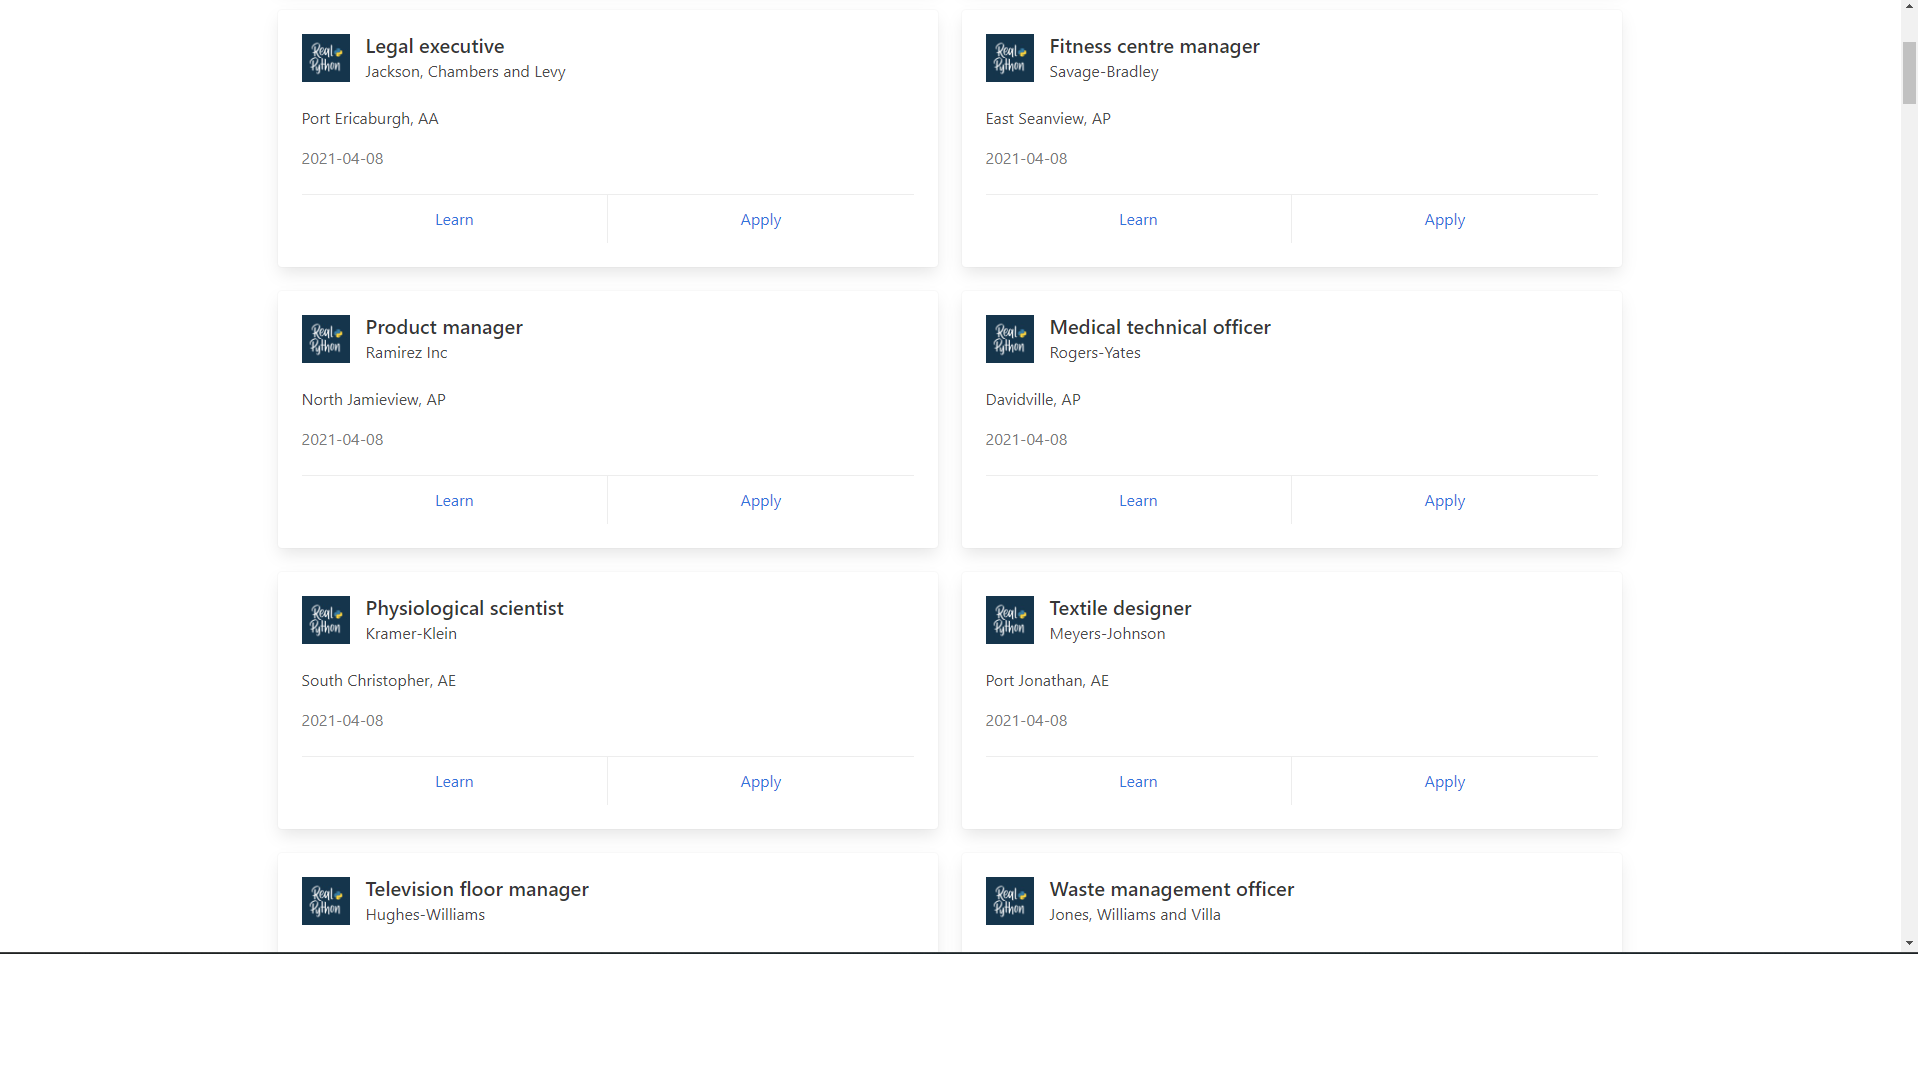 Real Python
Legal executive
Jackson, Chambers and Levy
Port Ericaburgh, AA
2021-04-08
Learn
Apply
Real Python
Fitness centre manager
Savage-Bradley
East Seanview, AP
2021-04-08
Learn
Apply
Real Python
Product manager
Ramirez Inc
North Jamieview, AP
2021-04-08
Learn
Apply
Real Python
Medical technical officer
Rogers-Yates
Davidville, AP
2021-04-08
Learn
Apply
Real Python
Physiological scientist
Kramer-Klein
South Christopher, AE
2021-04-08
Learn
Apply
Real Python
Textile designer
Meyers-Johnson
Port Jonathan, AE
2021-04-08
Learn
Apply
Real Python
Television floor manager
Hughes-Williams
Real Python
Waste management officer
Jones, Williams and Villa